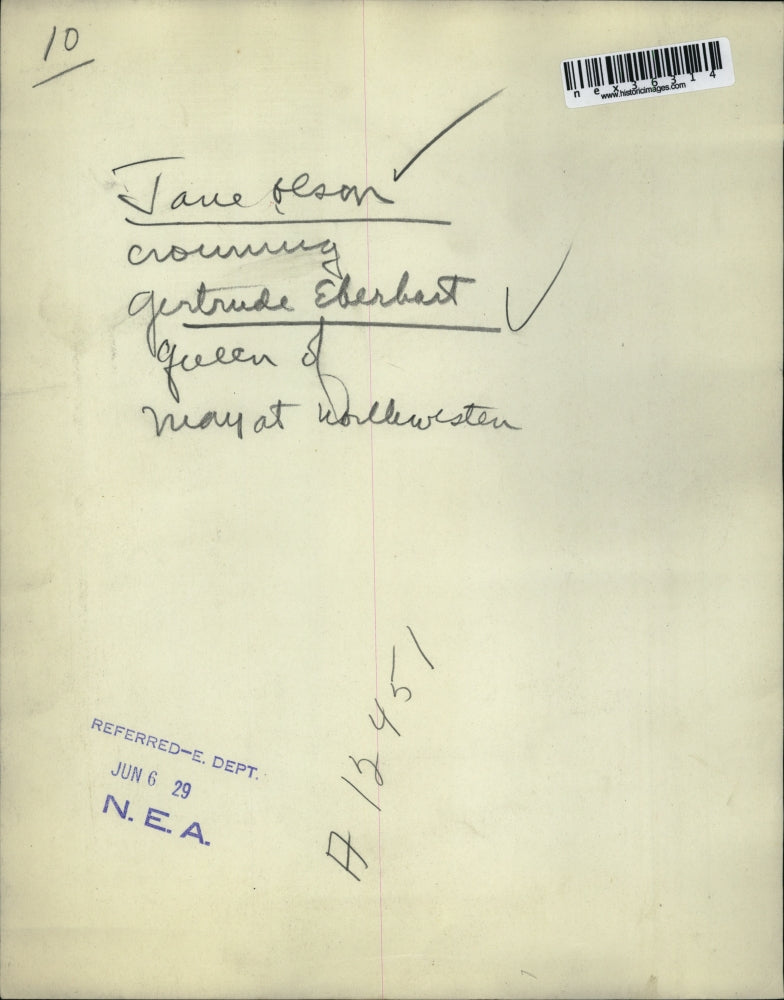 10
nex36314
www.historicimages.com
Jane Olson
crowning
Gertrude Eberhart
queen of
May at Northwestern
A 12451
REFERRED-E. DEPT.
JUN 6 29
N. E. A.